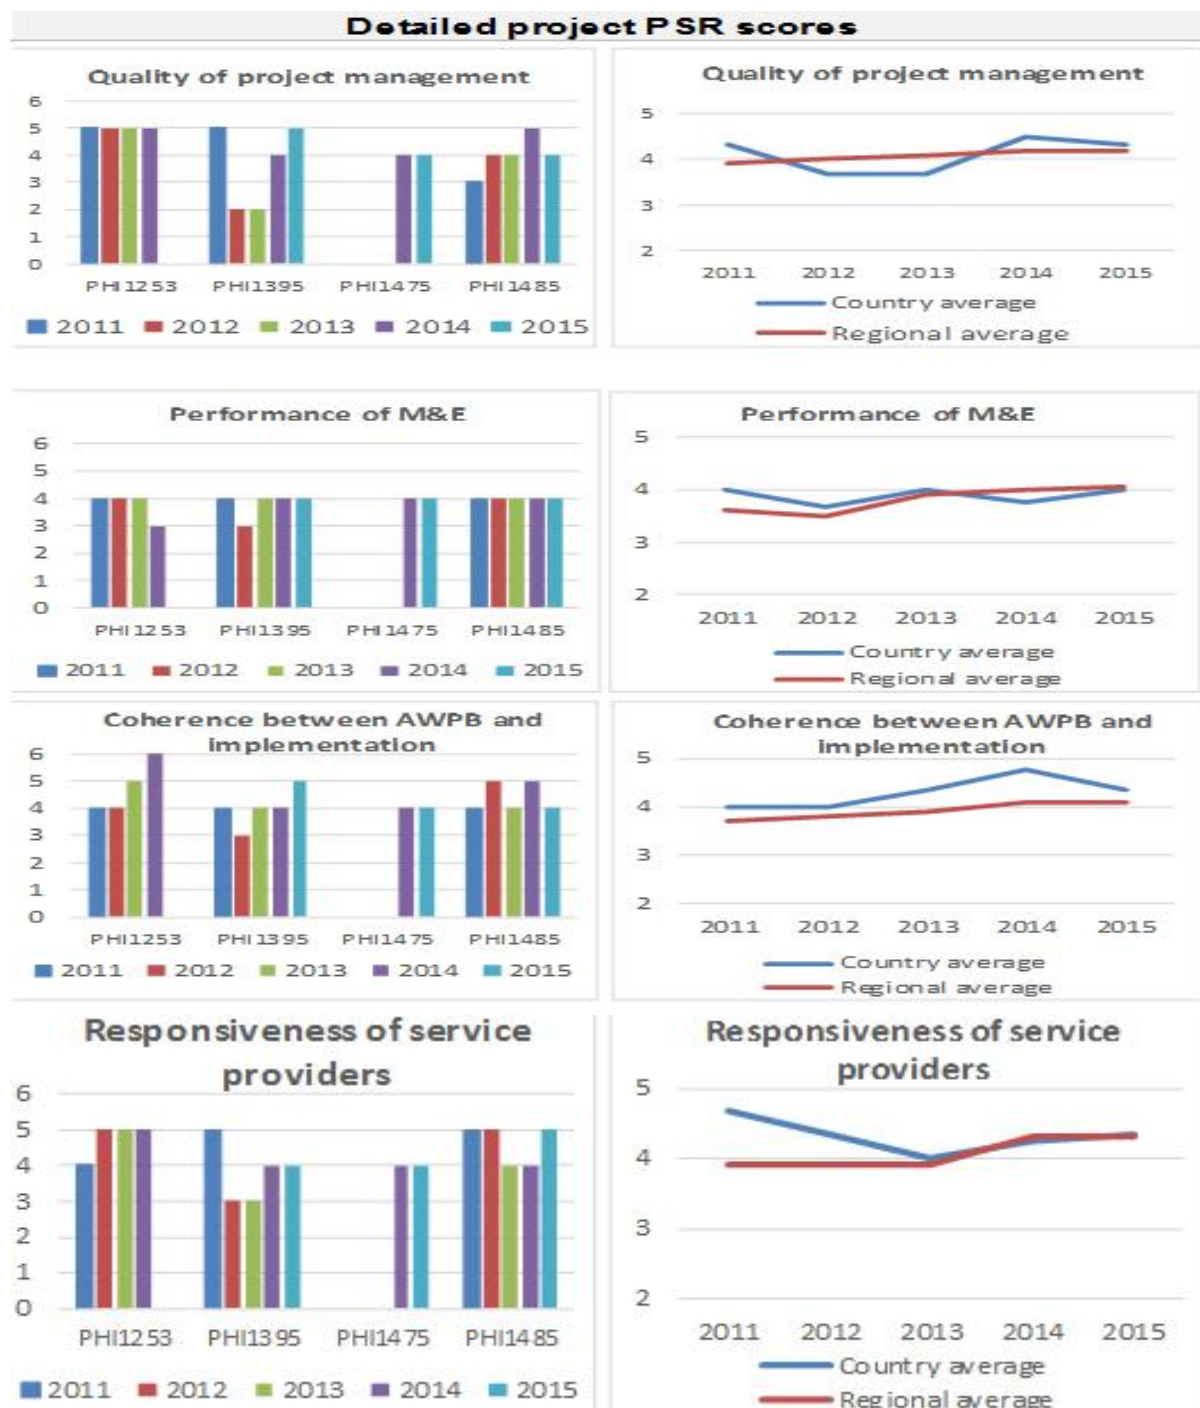 Detailed project PSR scores
Quality of project management
6
5
4
3
2
1
0
PHI1253 PHI1395 PHI1475 PHI1485
2011 2012 2013 2014 2015
Quality of project management
5
4
3
2
2011 2012 2013 2014 2015
Country average
Regional average
Performance of M&E
6
5
4
3
2
1
0
PHI1253 PHI1395 PHI1475 PHI1485
2011 2012 2013 2014 2015
Performance of M&E
5
4
3
2
2011 2012 2013 2014 2015
Country average
Regional average
Coherence between AWPB and
implementation
6
5
4
3
2
1
0
PHI1253 PHI1395 PHI1475 PHI1485
2011 2012 2013 2014 2015
Coherence between AWPB and
implementation
5
4
3
2
2011 2012 2013 2014 2015
Country average
Regional average
Responsiveness of service
providers
6
5
4
3
2
1
0
PHI1253 PHI1395 PHI1475 PHI1485
2011 2012 2013 2014 2015
Responsiveness of service
providers
5
4
3
2
2011 2012 2013 2014 2015
Country average
Regional average